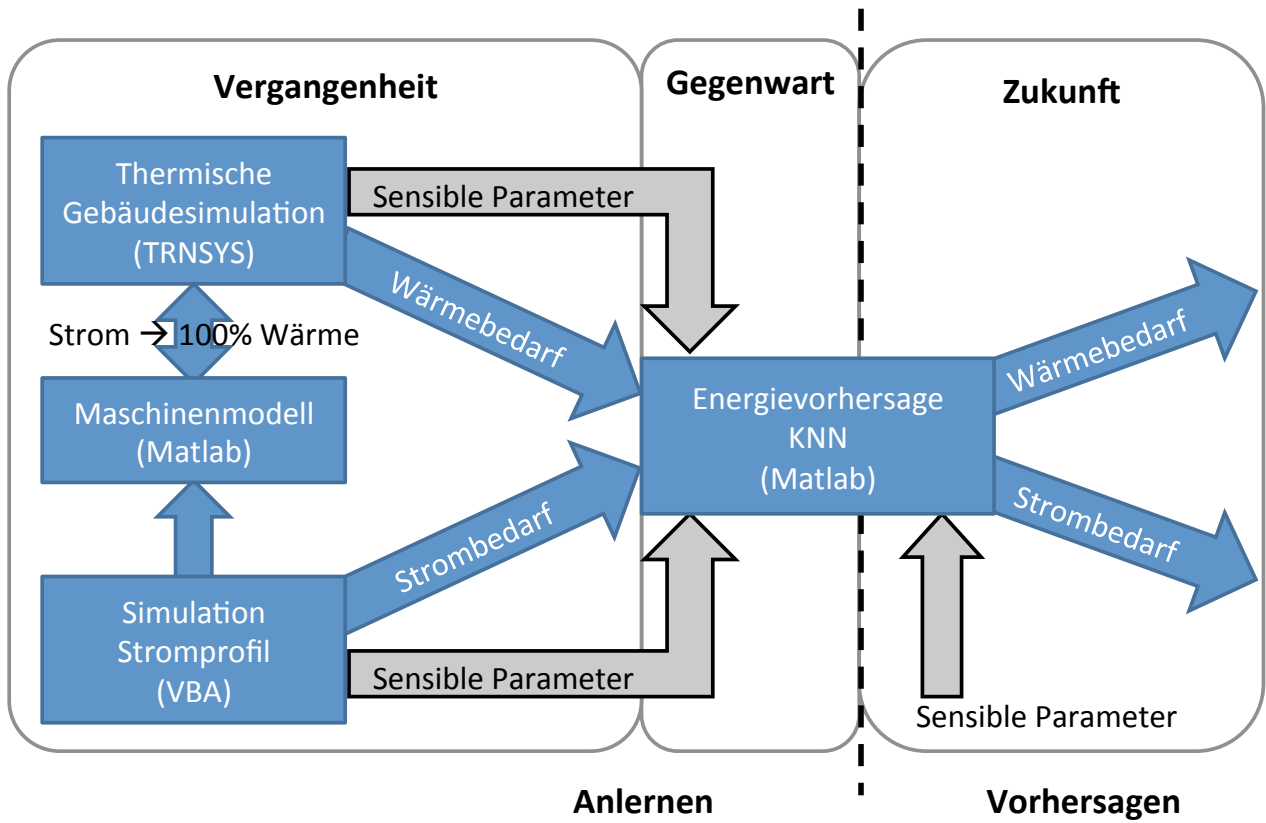 Vergangenheit
Gegenwart
Zukunft
Thermische
Gebäudesimulation
(TRNSYS)
Sensible Parameter
Wärmebedarf
Strom → 100% Wärme
Maschinenmodell
(Matlab)
Energievorhersage
KNN
(Matlab)
Wärmebedarf
Strombedarf
Strombedarf
Simulation
Stromprofil
(VBA)
Sensible Parameter
Sensible Parameter
Anlernen
Vorhersagen